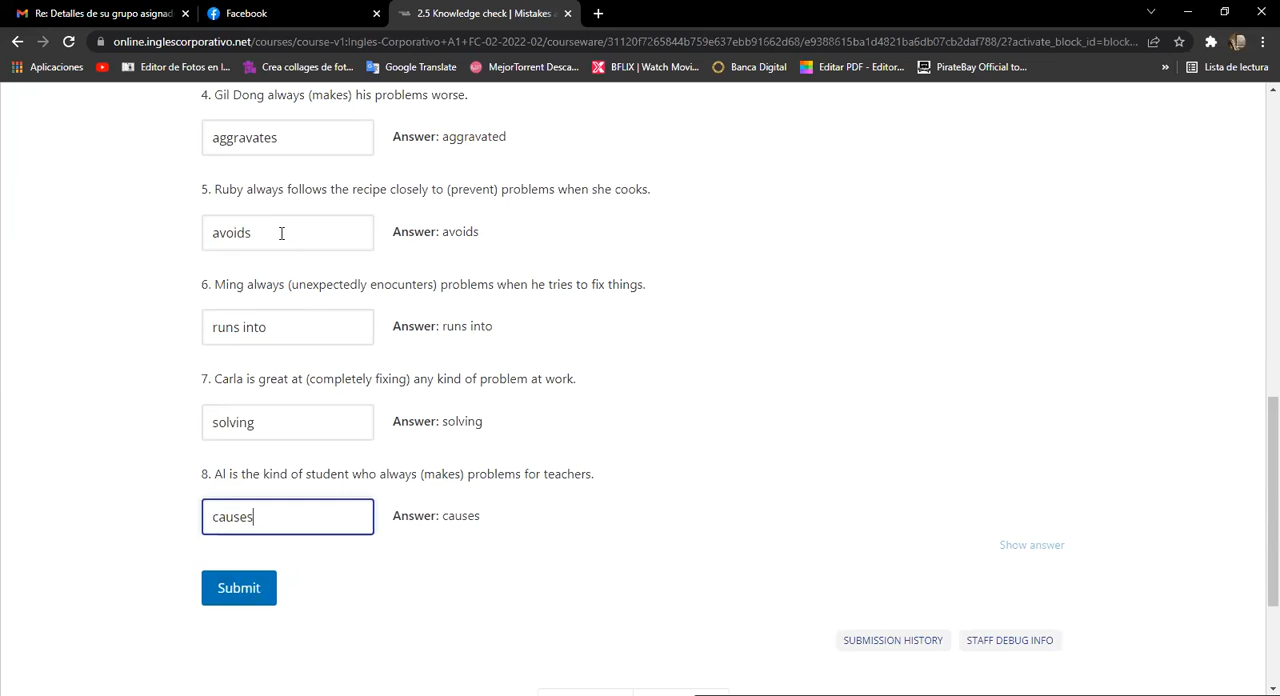 Re: Detalles de su grupo asignad
Facebook
2.5 Knowledge check | Mistakes
online.inglescorporativo.net/courses/course-v1:Ingles-Corporativo+A1+FC-02-2022-02/courseware/31120f7265844b759e637ebb91662d68/e9388615ba1d4821ba6db07cb2daf788/2?activate_block_id=block...
Aplicaciones
Editor de Fotos en l...
Crea collages de fot...
Google Translate
MejorTorrent Desca...
BFLIX | Watch Movi...
Banca Digital
Editar PDF - Editor...
PirateBay Official to...
»
Lista de lectura
4. Gil Dong always (makes) his problems worse.
aggravates
Answer: aggravated
5. Ruby always follows the recipe closely to (prevent) problems when she cooks.
avoids
Answer: avoids
6. Ming always (unexpectedly enocunters) problems when he tries to fix things.
runs into
Answer: runs into
7. Carla is great at (completely fixing) any kind of problem at work.
solving
Answer: solving
8. Al is the kind of student who always (makes) problems for teachers.
causes
Answer: causes
Show answer
Submit
SUBMISSION HISTORY
STAFF DEBUG INFO